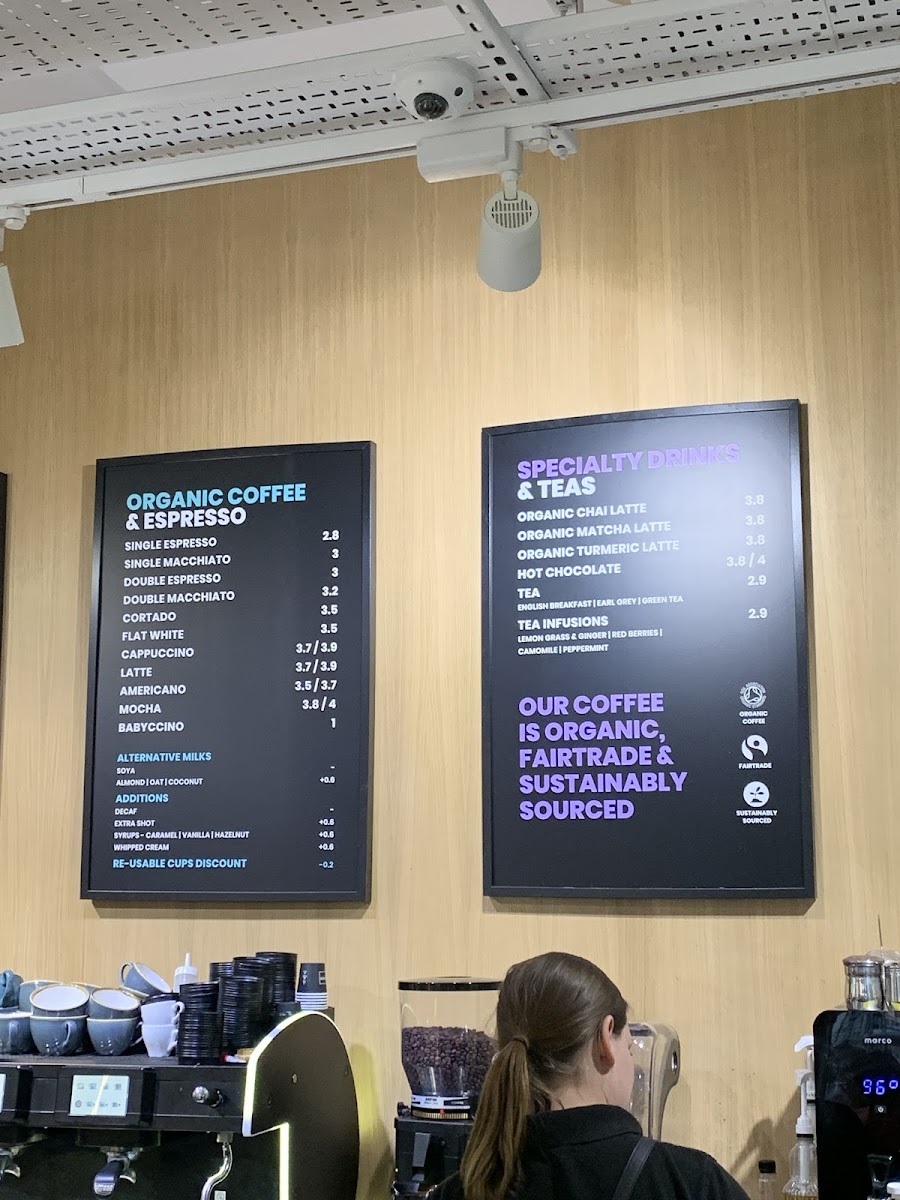 ORGANIC COFFEE
& ESPRESSO
SINGLE ESPRESSO 2.8
SINGLE MACCHIATO 3
DOUBLE ESPRESSO 3
DOUBLE MACCHIATO 3.2
CORTADO 3.5
FLAT WHITE 3.5
CAPPUCCINO 3.7 / 3.9
LATTE 3.7 / 3.9
AMERICANO 3.5 / 3.7
MOCHA 3.8 / 4
BABYCCINO 1
ALTERNATIVE MILKS
SOYA –
ALMOND | OAT | COCONUT +0.6
ADDITIONS
DECAF –
EXTRA SHOT +0.6
SYRUPS - CARAMEL | VANILLA | HAZELNUT +0.6
WHIPPED CREAM +0.6
RE-USABLE CUPS DISCOUNT -0.2
SPECIALTY DRINKS
& TEAS
ORGANIC CHAI LATTE 3.8
ORGANIC MATCHA LATTE 3.8
ORGANIC TURMERIC LATTE 3.8
HOT CHOCOLATE 3.8 / 4
TEA 2.9
ENGLISH BREAKFAST | EARL GREY | GREEN TEA
TEA INFUSIONS 2.9
LEMON GRASS & GINGER | RED BERRIES |
CAMOMILE | PEPPERMINT
OUR COFFEE
IS ORGANIC,
FAIRTRADE &
SUSTAINABLY
SOURCED
ORGANIC
COFFEE
FAIRTRADE
SUSTAINABLY
SOURCED
marco
96°